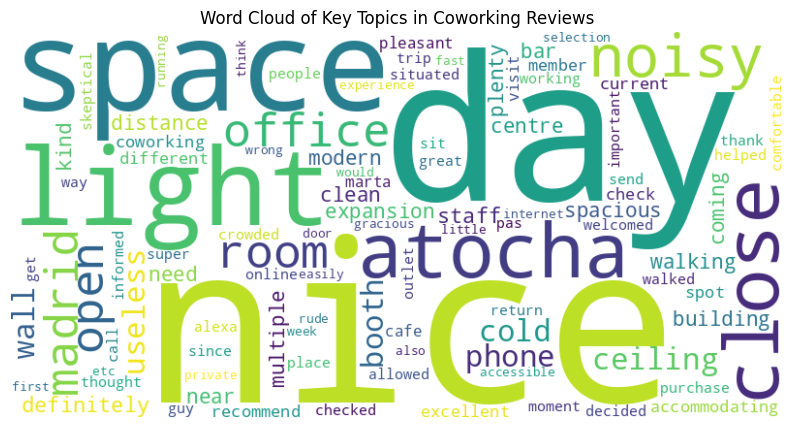 Word Cloud of Key Topics in Coworking Reviews
space
day
noisy
nice
light
atocha
close
office
room
madrid
open
useless
wall
booth
phone
cold
ceiling
skeptical
running
think
people
pleasant
trip
situated
fast
experience
plenty
visit
bar
member
working
selection
current
important
comfortable
kind
distance
coworking
different
way
wrong
modern
would
marta
clean
expansion
sit
great
centre
staff
internet
spacious
welcomed
check
send
thank
helped
coming
crowded
door
gracious
little
pas
super
need
online
easily
outlet
walking
walked
spot
building
informed
get
call
etc
first
thought
definitely
alexa
since
private
guy
near
recommend
multiple
rude
week
place
checked
cafe
also
allowed
return
accessible
excellent
moment
decided
purchase
accommodating